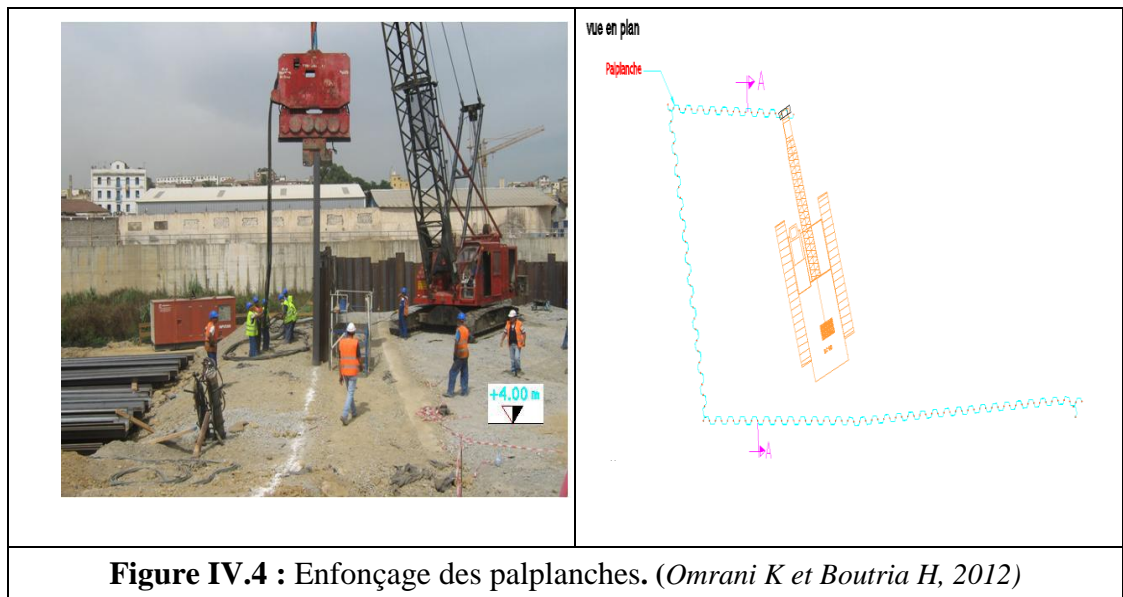 vue en plan
Palplanche
A
A
+4.00 m
Figure IV.4 : Enfonçage des palplanches. (Omrani K et Boutria H, 2012)